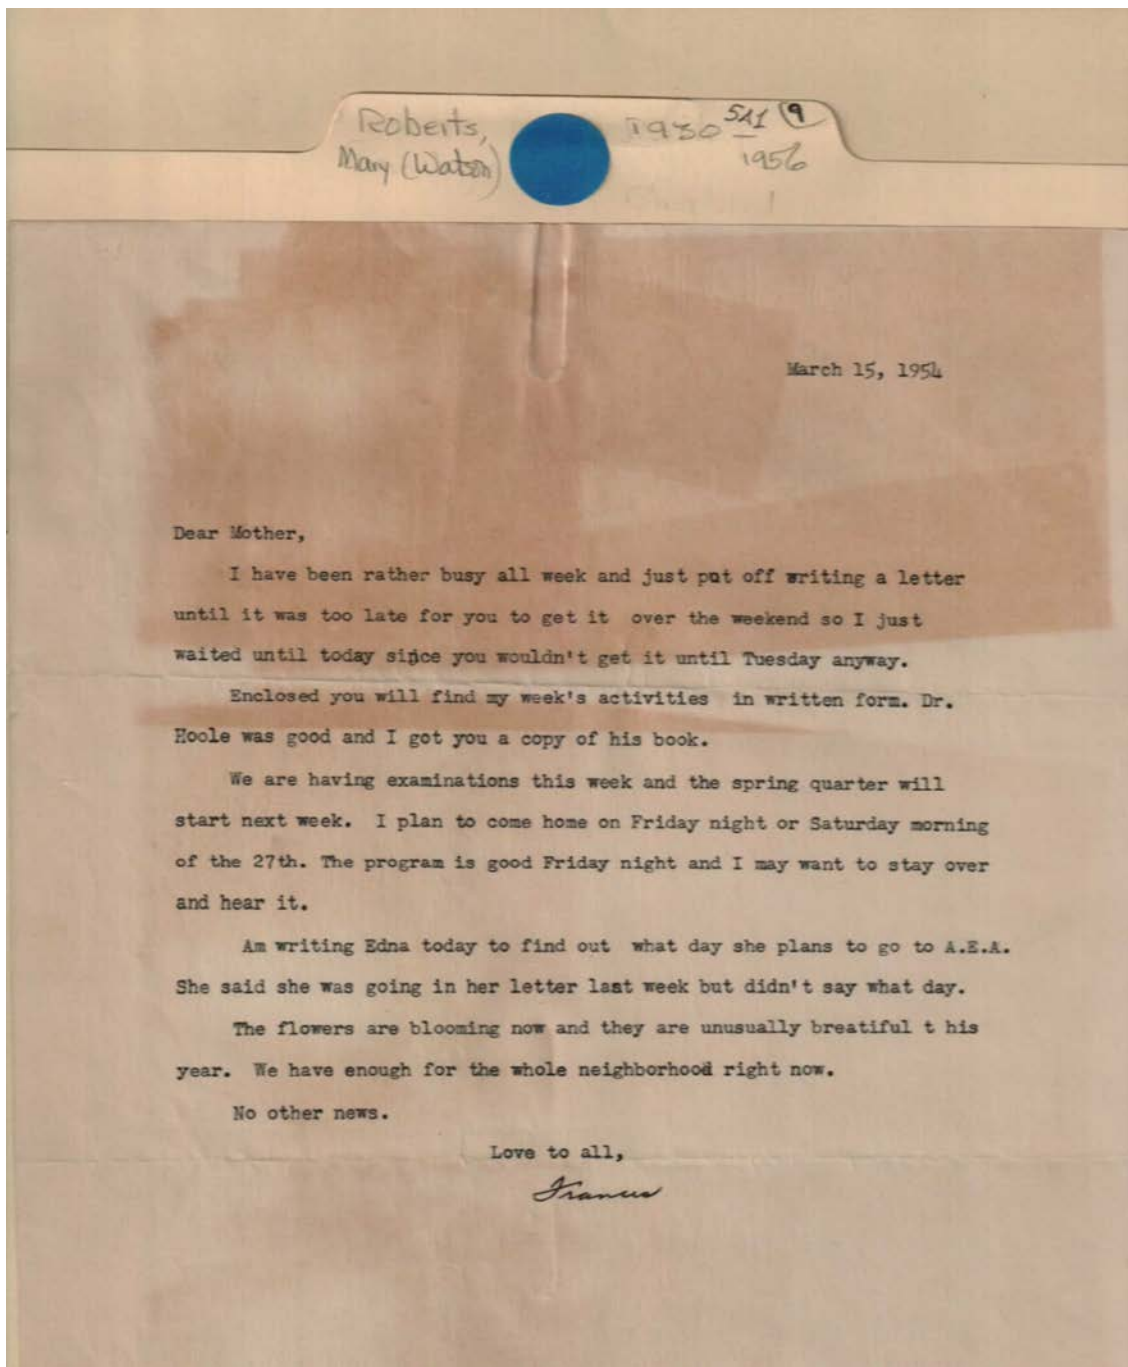 Roberts,
Mary (Watson)
1930 5A1 9
1956
March 15, 1954
Dear Mother,
I have been rather busy all week and just put off writing a letter
until it was too late for you to get it over the weekend so I just
waited until today since you wouldn't get it until Tuesday anyway.
Enclosed you will find my week's activities in written form. Dr.
Hoole was good and I got you a copy of his book.
We are having examinations this week and the spring quarter will
start next week. I plan to come home on Friday night or Saturday morning
of the 27th. The program is good Friday night and I may want to stay over
and hear it.
Am writing Edna today to find out what day she plans to go to A.E.A.
She said she was going in her letter last week but didn't say what day.
The flowers are blooming now and they are unusually breatiful t his
year. We have enough for the whole neighborhood right now.
No other news.
Love to all,
Frances